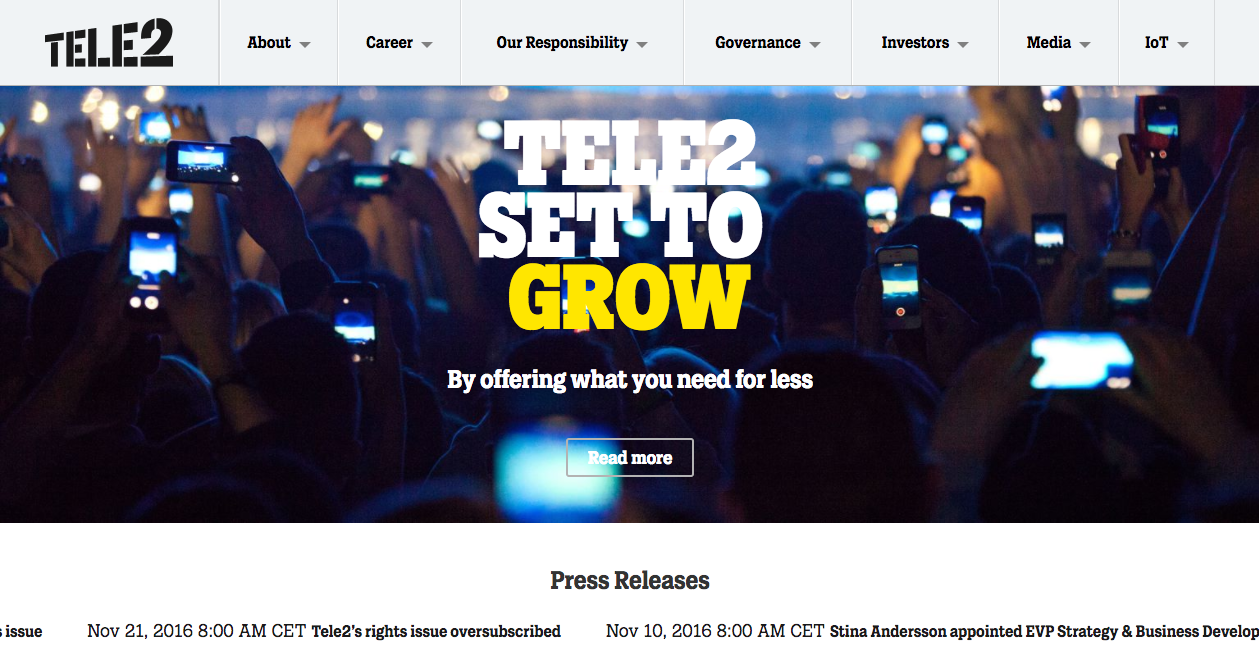 TELE2
About
Career
Our Responsibility
Governance
Investors
Media
IoT
TELE2
SET TO
GROW
By offering what you need for less
Read more
Press Releases
issue
Nov 21, 2016 8:00 AM CET Tele2's rights issue oversubscribed
Nov 10, 2016 8:00 AM CET Stina Andersson appointed EVP Strategy & Business Develop